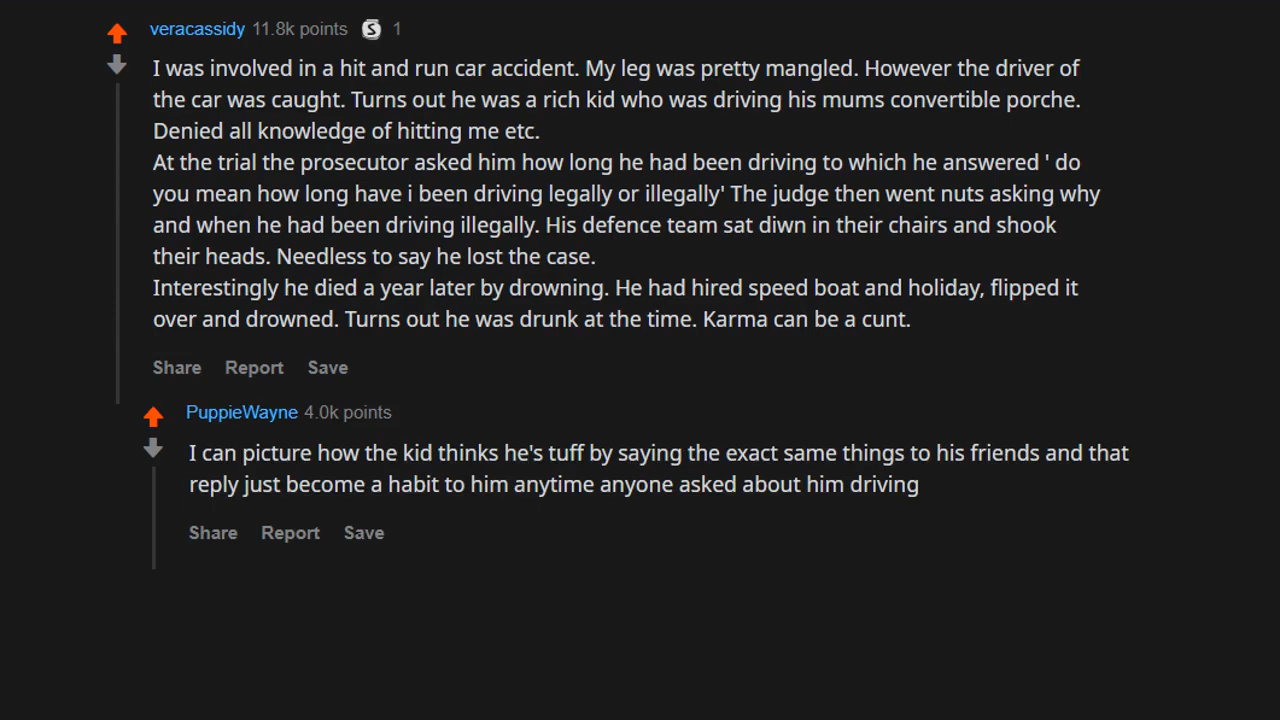 veracassidy 11.8k points S 1
I was involved in a hit and run car accident. My leg was pretty mangled. However the driver of
the car was caught. Turns out he was a rich kid who was driving his mums convertible porche.
Denied all knowledge of hitting me etc.
At the trial the prosecutor asked him how long he had been driving to which he answered ' do
you mean how long have i been driving legally or illegally' The judge then went nuts asking why
and when he had been driving illegally. His defence team sat diwn in their chairs and shook
their heads. Needless to say he lost the case.
Interestingly he died a year later by drowning. He had hired speed boat and holiday, flipped it
over and drowned. Turns out he was drunk at the time. Karma can be a cunt.
Share Report Save
PuppieWayne 4.0k points
I can picture how the kid thinks he's tuff by saying the exact same things to his friends and that
reply just become a habit to him anytime anyone asked about him driving
Share Report Save